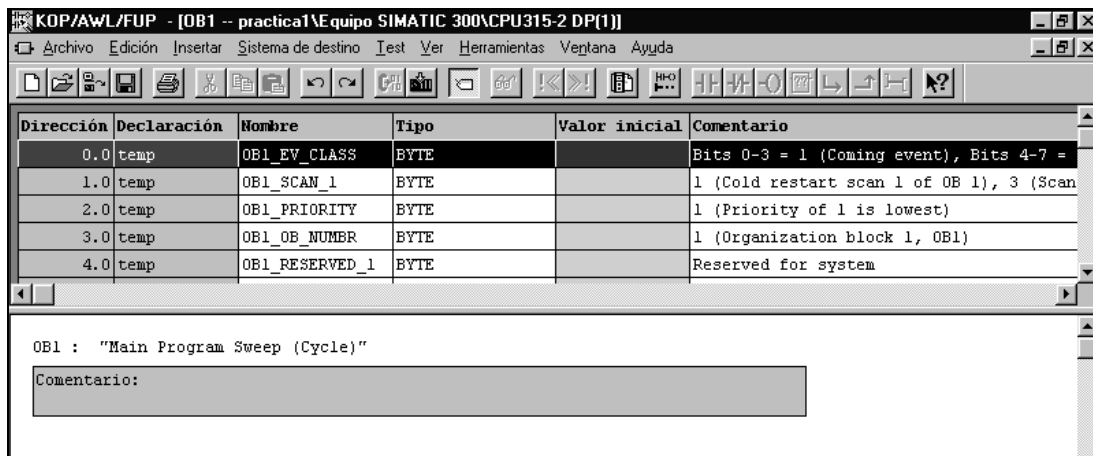 KOP/AWL/FUP - [OB1 -- practica1\Equipo SIMATIC 300\CPU315-2 DP(1)]
Archivo Edición Insertar Sistema de destino Test Ver Herramientas Ventana Ayuda
Dirección Declaración Nombre Tipo Valor inicial Comentario
0.0 temp OB1_EV_CLASS BYTE Bits 0-3 = 1 (Coming event), Bits 4-7 =
1.0 temp OB1_SCAN_1 BYTE 1 (Cold restart scan 1 of OB 1), 3 (Scan
2.0 temp OB1_PRIORITY BYTE 1 (Priority of 1 is lowest)
3.0 temp OB1_OB_NUMBR BYTE 1 (Organization block 1, OB1)
4.0 temp OB1_RESERVED_1 BYTE Reserved for system
OB1 : "Main Program Sweep (Cycle)"
Comentario: